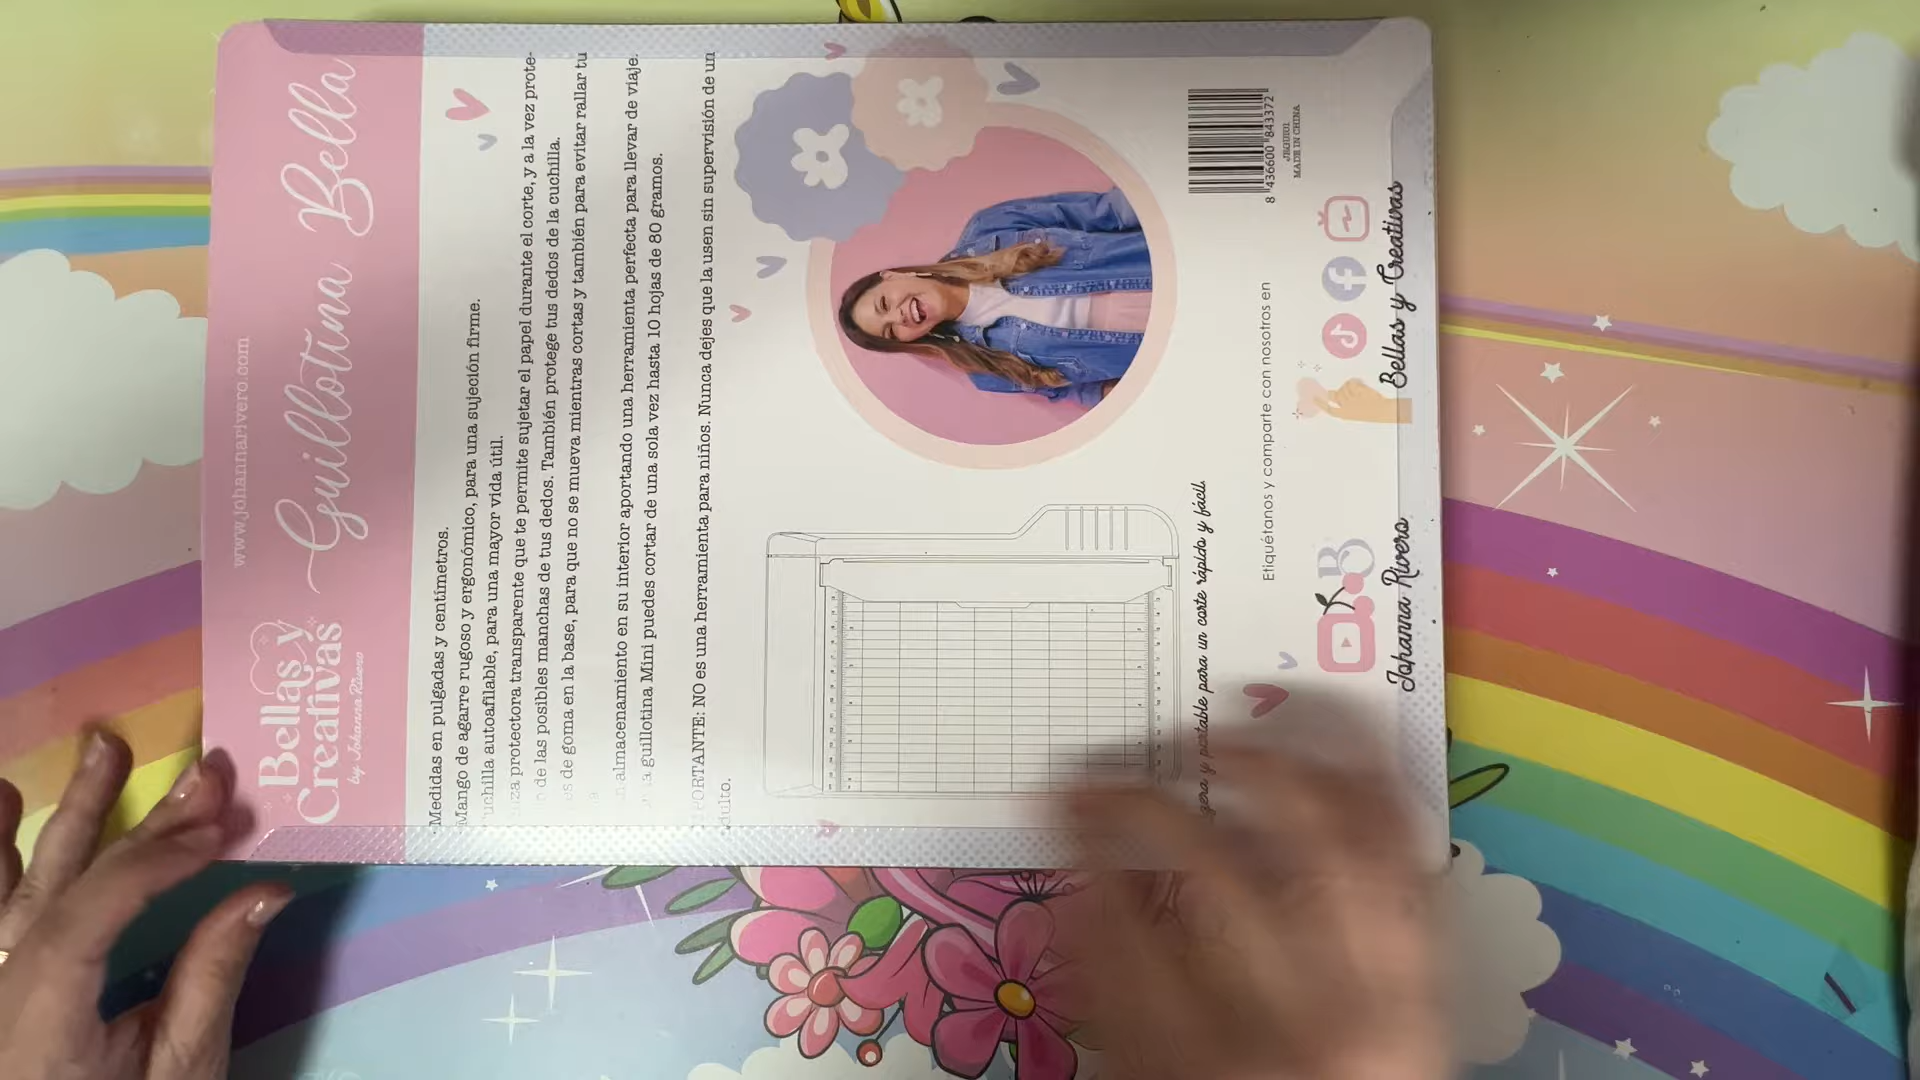 www.johannarivero.com
Bellas y
Creativas
by Johanna Rivero
Guillotina Bella
· Medidas en pulgadas y centímetros.
Mango de agarre rugoso y ergonómico, para una sujeción firme.
uchilla autoafilable, para una mayor vida útil.
protectora transparente que te permite sujetar el papel durante el corte, y a la vez prote-
de las posibles manchas de tus dedos. También protege tus dedos de la cuchilla.
de goma en la base, para que no se mueva mientras cortas y también para evitar rallar tu
almacenamiento en su interior aportando una herramienta perfecta para llevar de viaje.
guillotina Mini puedes cortar de una sola vez hasta 10 hojas de 80 gramos.
ORTANTE: NO es una herramienta para niños. Nunca dejes que la usen sin supervisión de un
dulto.
y portable para un corte rápido y fácil.
8 436600 843372
JRGUI01
MADE IN CHINA
Etiquétanos y comparte con nosotros en
B
Johanna Rivero
Bellas y Creativas